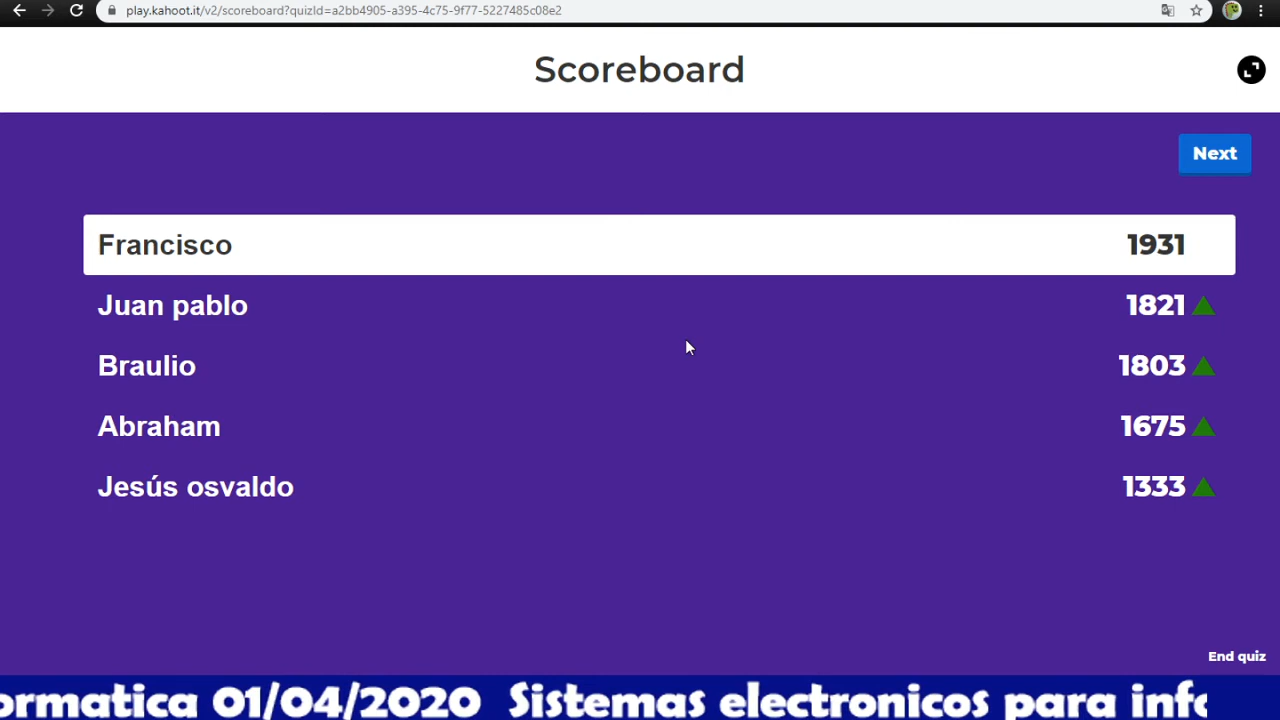 play.kahoot.it/v2/scoreboard?quizId=a2bb4905-a395-4c75-9f77-5227485c08e2
Scoreboard
Next
Francisco 1931
Juan pablo 1821
Braulio 1803
Abraham 1675
Jesús osvaldo 1333
End quiz
ormatica 01/04/2020 Sistemas electronicos para info